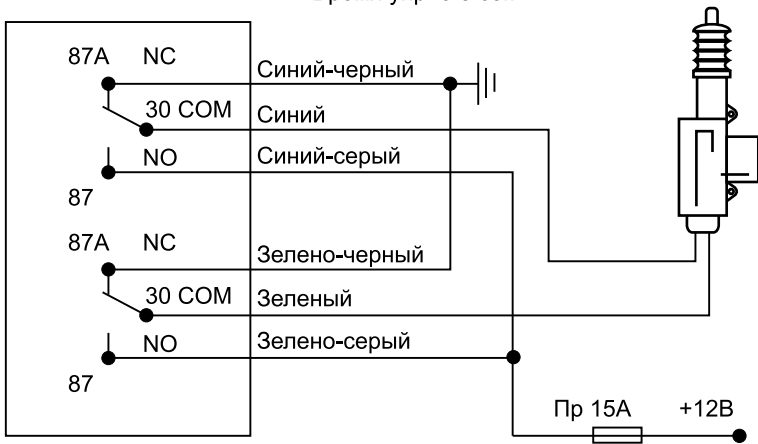 87A NC
Синий-черный
30 COM
Синий
NO
Синий-серый
87
87A NC
Зелено-черный
30 COM
Зеленый
NO
Зелено-серый
87
Пр 15А +12В